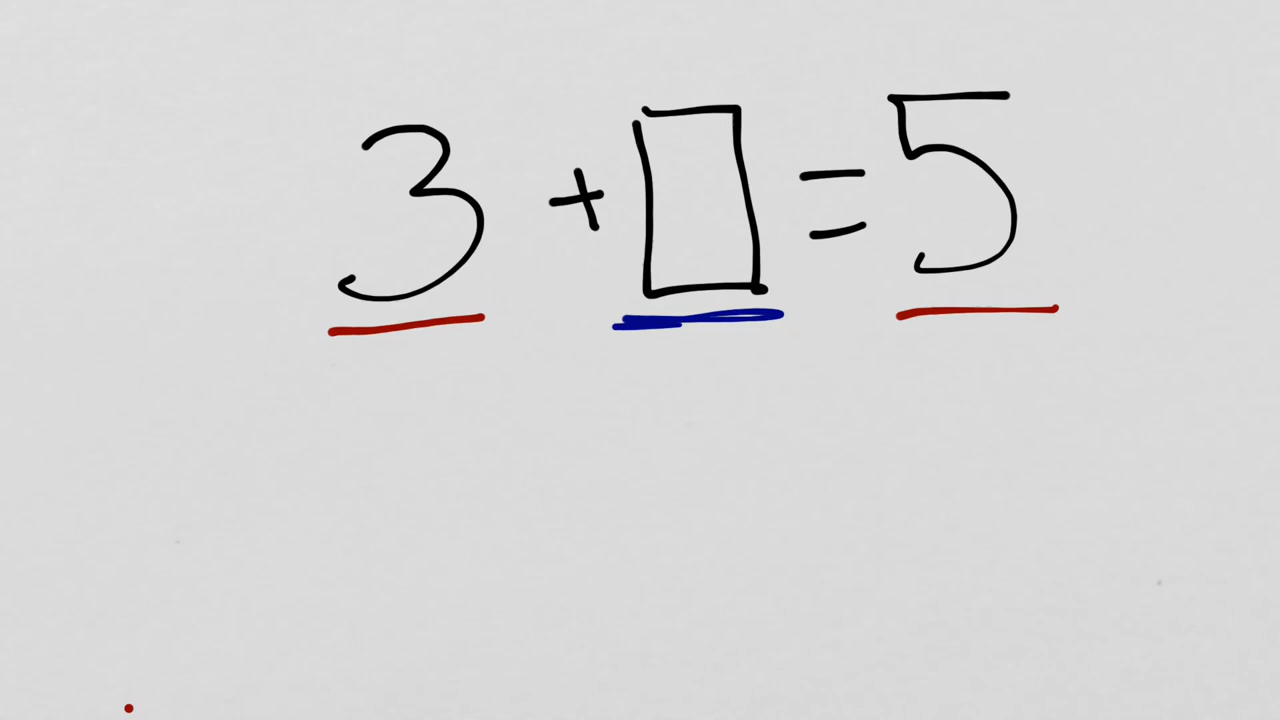 3 + □ = 5